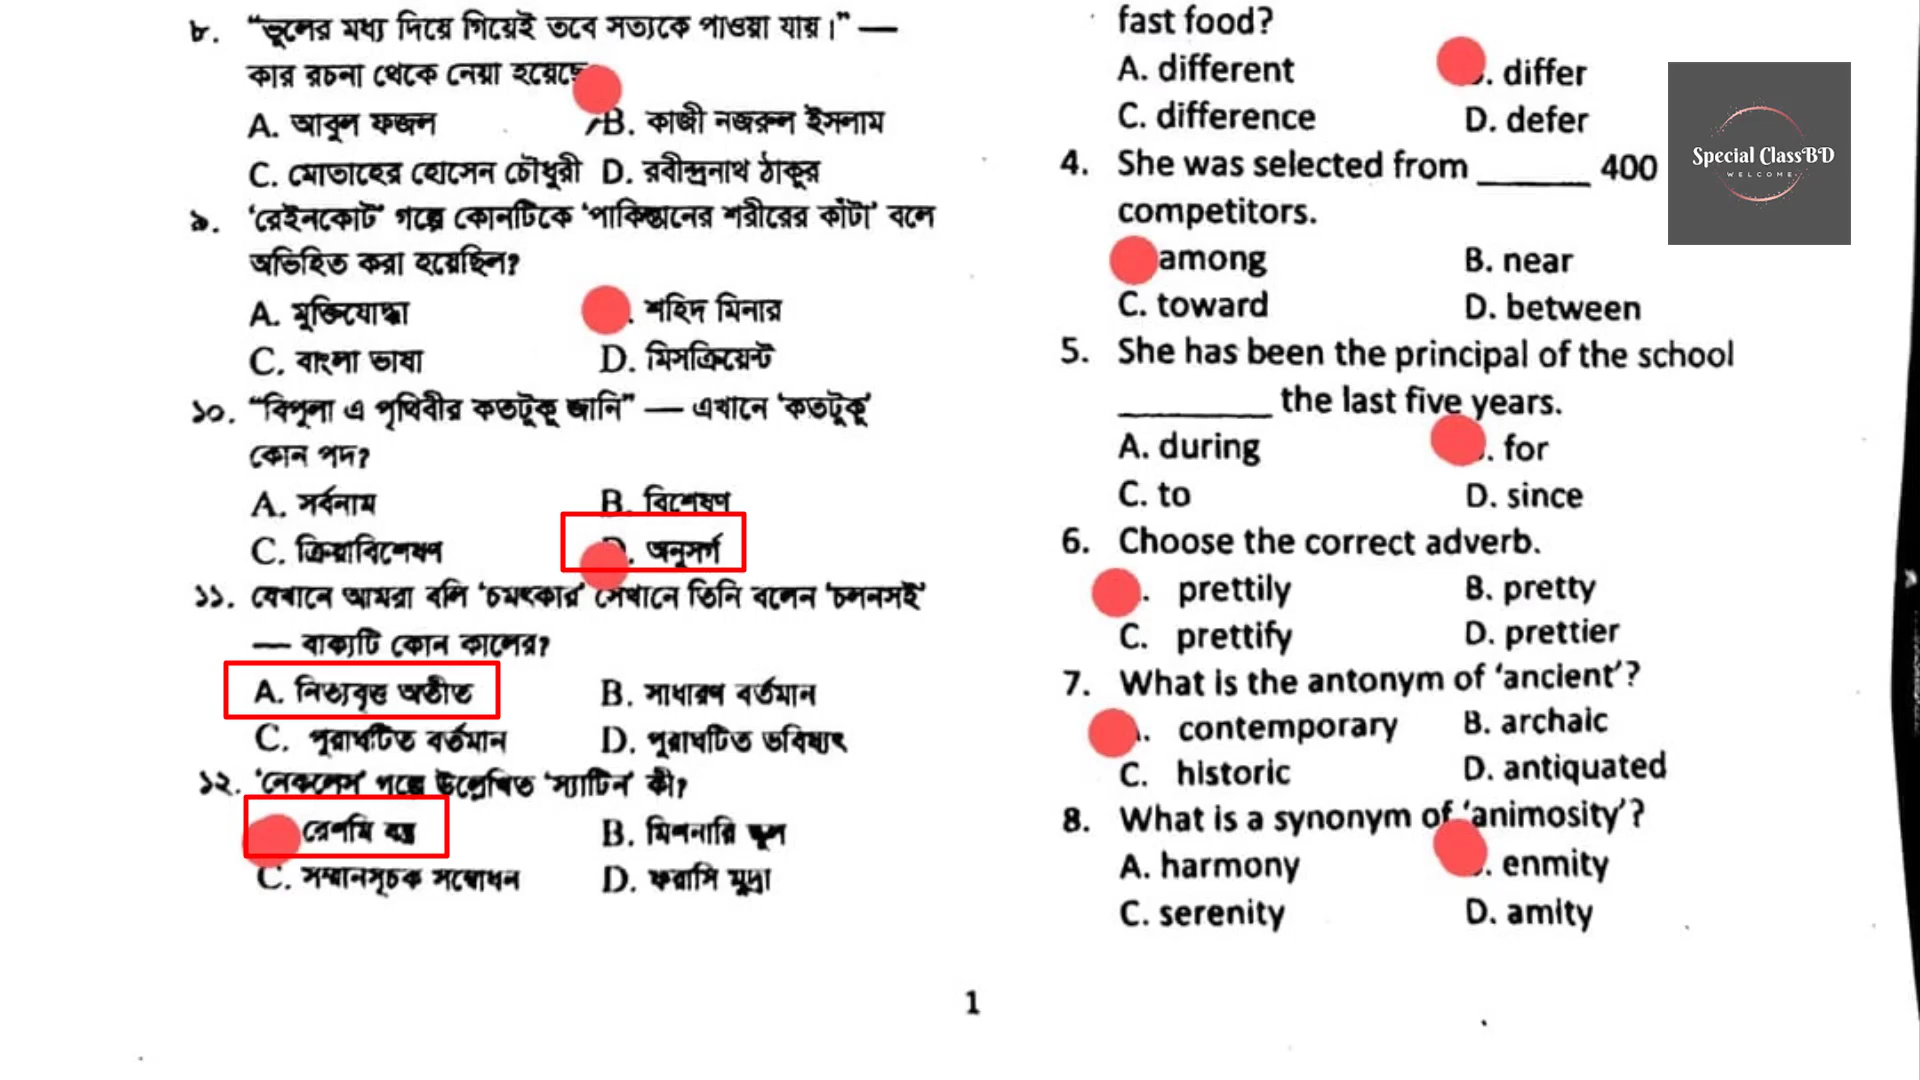 ৮. “ভুলের মধ্য দিয়ে গিয়েই তবে সত্যকে পাওয়া যায়।” —
কার রচনা থেকে নেয়া হয়েছে
A. আবুল ফজল B. কাজী নজরুল ইসলাম
C. মোতাহের হোসেন চৌধুরী D. রবীন্দ্রনাথ ঠাকুর
৯. ‘রেইনকোট’ গল্পে কোনটিকে ‘পাকিস্তানের শরীরের কাঁটা’ বলে
অভিহিত করা হয়েছিল?
A. মুক্তিযোদ্ধা . শহিদ মিনার
C. বাংলা ভাষা D. মিসক্রিয়েন্ট
১০. “বিপুলা এ পৃথিবীর কতটুকু জানি” — এখানে ‘কতটুকু’
কোন পদ?
A. সর্বনাম B. বিশেষণ
C. ক্রিয়াবিশেষণ D. অনুসর্গ
১১. যেখানে আমরা বলি ‘চমৎকার’ সেখানে তিনি বলেন ‘চলনসই’
— বাক্যটি কোন কালের?
A. নিত্যবৃত্ত অতীত B. সাধারণ বর্তমান
C. পুরাঘটিত বর্তমান D. পুরাঘটিত ভবিষ্যৎ
১২. ‘নেকলেস’ গল্পে উল্লেখিত ‘স্যাটিন’ কী?
রেশমি বস্ত্র B. মিশনারি স্কুল
C. সম্মানসূচক সম্বোধন D. ফরাসি মুদ্রা
fast food?
A. different . differ
C. difference D. defer
4. She was selected from ______ 400
competitors.
among B. near
C. toward D. between
5. She has been the principal of the school
________ the last five years.
A. during . for
C. to D. since
6. Choose the correct adverb.
. prettily B. pretty
C. prettify D. prettier
7. What is the antonym of ‘ancient’?
. contemporary B. archaic
C. historic D. antiquated
8. What is a synonym of ‘animosity’?
A. harmony . enmity
C. serenity D. amity
1
Special ClassBD
WELCOME